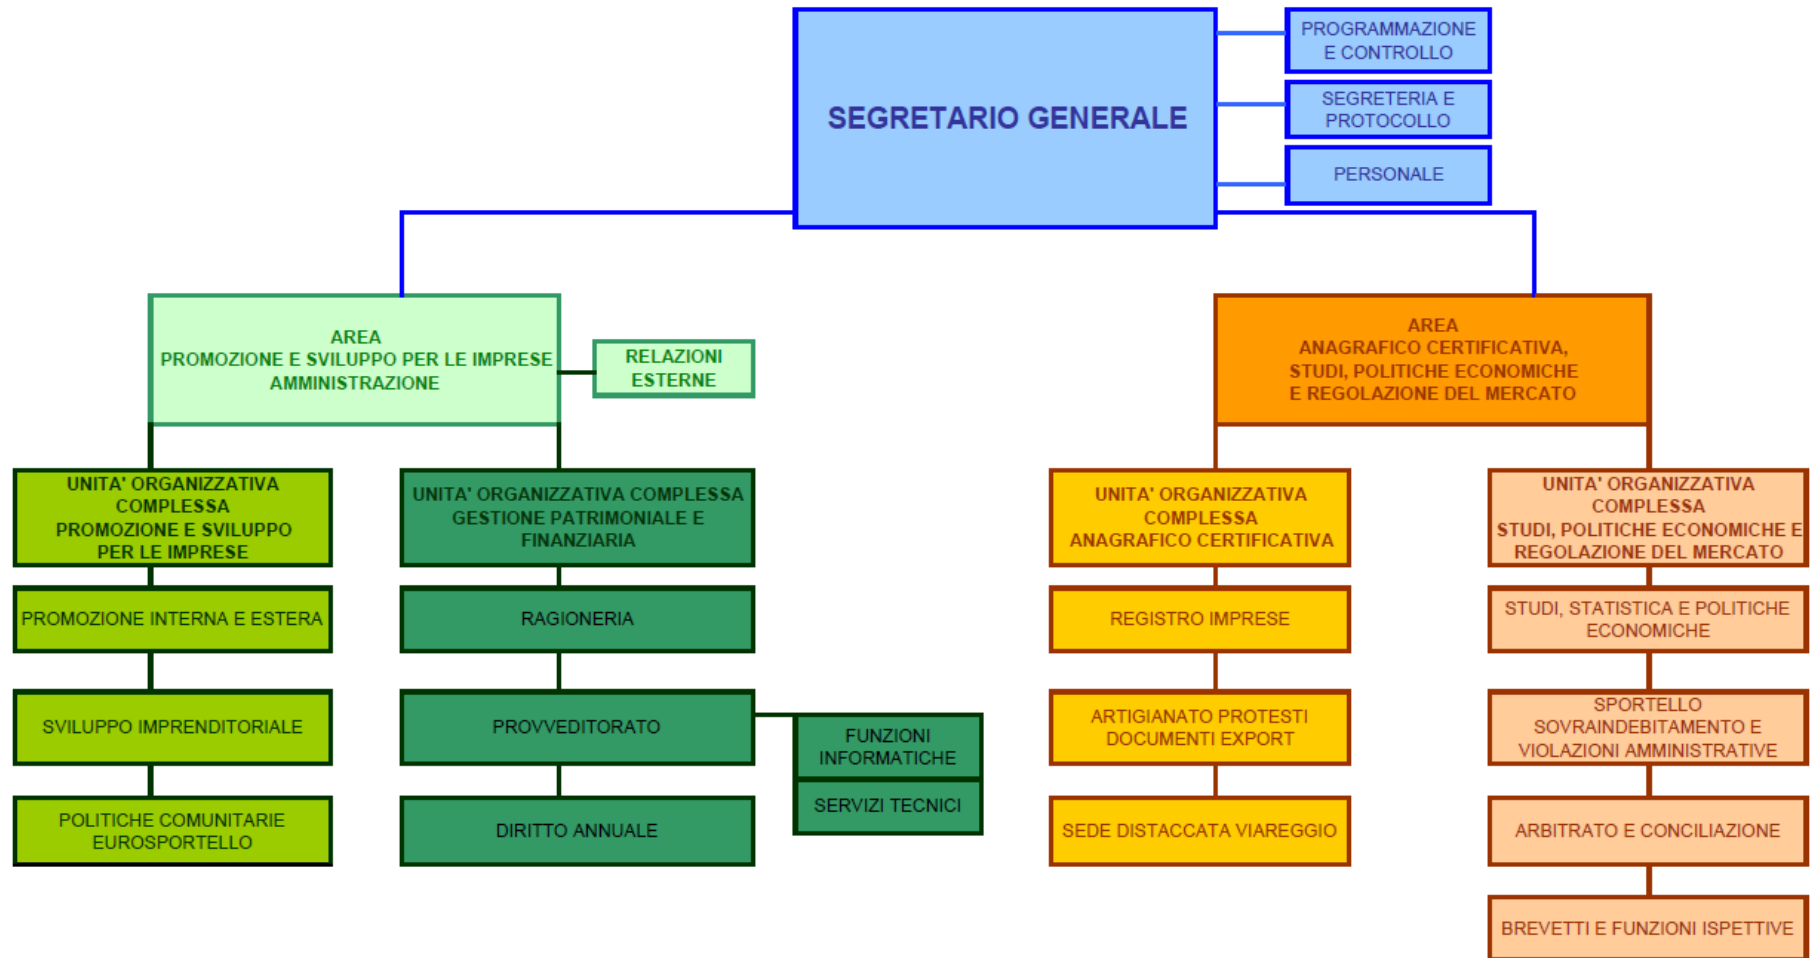 SEGRETARIO GENERALE
PROGRAMMAZIONE
E CONTROLLO
SEGRETERIA E
PROTOCOLLO
PERSONALE
AREA
PROMOZIONE E SVILUPPO PER LE IMPRESE
AMMINISTRAZIONE
RELAZIONI
ESTERNE
AREA
ANAGRAFICO CERTIFICATIVA,
STUDI, POLITICHE ECONOMICHE
E REGOLAZIONE DEL MERCATO
UNITA' ORGANIZZATIVA
COMPLESSA
PROMOZIONE E SVILUPPO
PER LE IMPRESE
PROMOZIONE INTERNA E ESTERA
SVILUPPO IMPRENDITORIALE
POLITICHE COMUNITARIE
EUROSPORTELLO
UNITA' ORGANIZZATIVA COMPLESSA
GESTIONE PATRIMONIALE E
FINANZIARIA
RAGIONERIA
PROVVEDITORATO
FUNZIONI
INFORMATICHE
SERVIZI TECNICI
DIRITTO ANNUALE
UNITA' ORGANIZZATIVA
COMPLESSA
ANAGRAFICO CERTIFICATIVA
REGISTRO IMPRESE
ARTIGIANATO PROTESTI
DOCUMENTI EXPORT
SEDE DISTACCATA VIAREGGIO
UNITA' ORGANIZZATIVA
COMPLESSA
STUDI, POLITICHE ECONOMICHE E
REGOLAZIONE DEL MERCATO
STUDI, STATISTICA E POLITICHE
ECONOMICHE
SPORTELLO
SOVRAINDEBITAMENTO E
VIOLAZIONI AMMINISTRATIVE
ARBITRATO E CONCILIAZIONE
BREVETTI E FUNZIONI ISPETTIVE